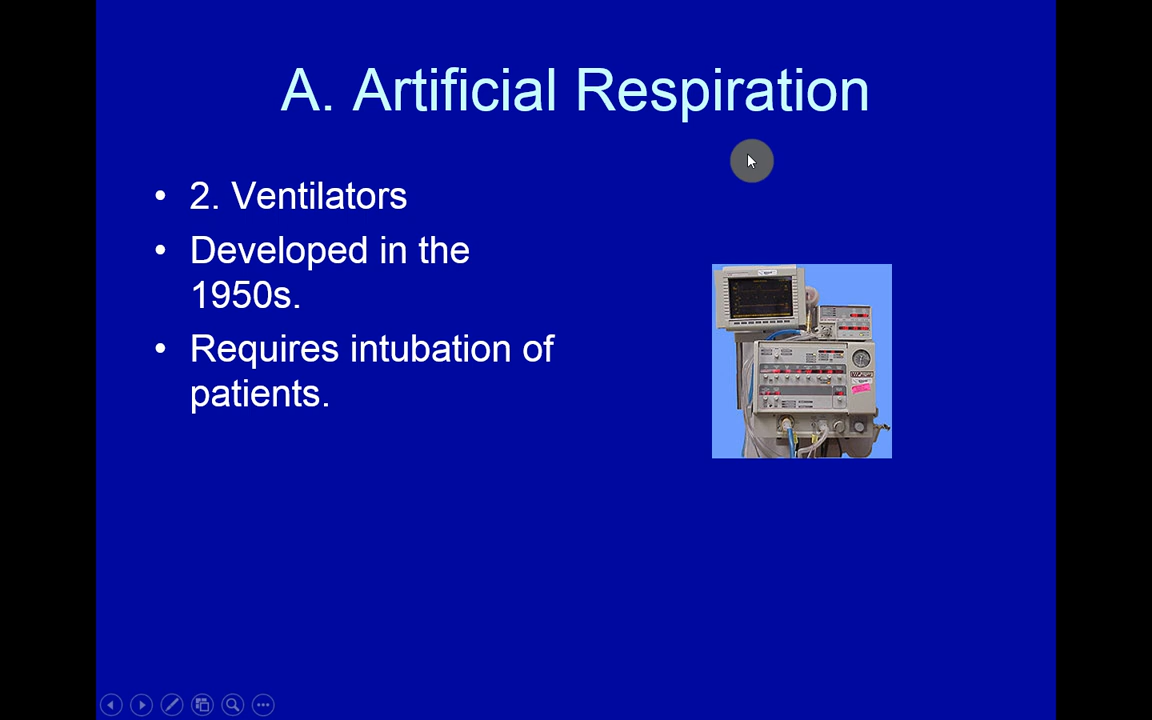 A. Artificial Respiration
• 2. Ventilators
• Developed in the
1950s.
• Requires intubation of
patients.